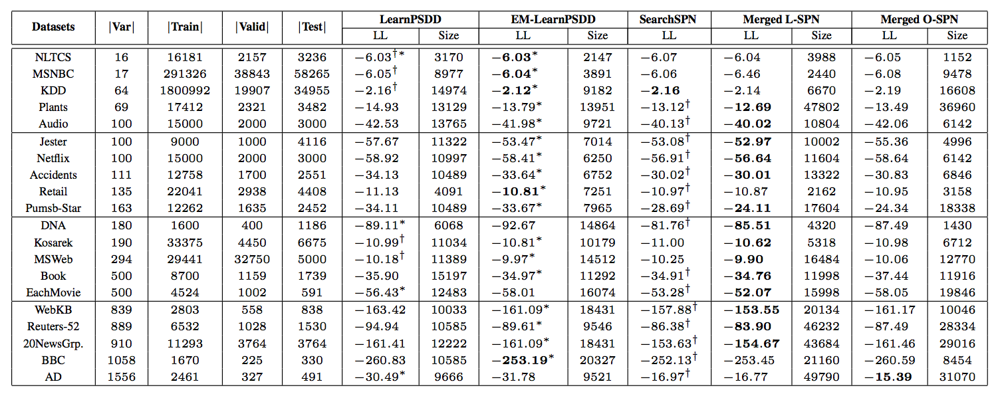 Datasets |Var| |Train| |Valid| |Test| LearnPSDD EM-LearnPSDD SearchSPN Merged L-SPN Merged O-SPN
LL Size LL Size LL LL Size LL Size
NLTCS 16 16181 2157 3236 −6.03†* 3170 −6.03* 2147 −6.07 −6.04 3988 −6.05 1152
MSNBC 17 291326 38843 58265 −6.05† 8977 −6.04* 3891 −6.06 −6.46 2440 −6.08 9478
KDD 64 1800992 19907 34955 −2.16† 14974 −2.12* 9182 −2.16 −2.14 6670 −2.19 16608
Plants 69 17412 2321 3482 −14.93 13129 −13.79* 13951 −13.12† −12.69 47802 −13.49 36960
Audio 100 15000 2000 3000 −42.53 13765 −41.98* 9721 −40.13† −40.02 10804 −42.06 6142
Jester 100 9000 1000 4116 −57.67 11322 −53.47* 7014 −53.08† −52.97 10002 −55.36 4996
Netflix 100 15000 2000 3000 −58.92 10997 −58.41* 6250 −56.91† −56.64 11604 −58.64 6142
Accidents 111 12758 1700 2551 −34.13 10489 −33.64* 6752 −30.02† −30.01 13322 −30.83 6846
Retail 135 22041 2938 4408 −11.13 4091 −10.81* 7251 −10.97† −10.87 2162 −10.95 3158
Pumsb-Star 163 12262 1635 2452 −34.11 10489 −33.67* 7965 −28.69† −24.11 17604 −24.34 18338
DNA 180 1600 400 1186 −89.11* 6068 −92.67 14864 −81.76† −85.51 4320 −87.49 1430
Kosarek 190 33375 4450 6675 −10.99† 11034 −10.81* 10179 −11.00 −10.62 5318 −10.98 6712
MSWeb 294 29441 32750 5000 −10.18† 11389 −9.97* 14512 −10.25 −9.90 16484 −10.06 12770
Book 500 8700 1159 1739 −35.90 15197 −34.97* 11292 −34.91† −34.76 11998 −37.44 11916
EachMovie 500 4524 1002 591 −56.43* 12483 −58.01 16074 −53.28† −52.07 15998 −58.05 19846
WebKB 839 2803 558 838 −163.42 10033 −161.09* 18431 −157.88† −153.55 20134 −161.17 10046
Reuters-52 889 6532 1028 1530 −94.94 10585 −89.61* 9546 −86.38† −83.90 46232 −87.49 28334
20NewsGrp. 910 11293 3764 3764 −161.41 12222 −161.09* 18431 −153.63† −154.67 43684 −161.46 29016
BBC 1058 1670 225 330 −260.83 10585 −253.19* 20327 −252.13† −253.45 21160 −260.59 8454
AD 1556 2461 327 491 −30.49* 9666 −31.78 9521 −16.97† −16.77 49790 −15.39 31070